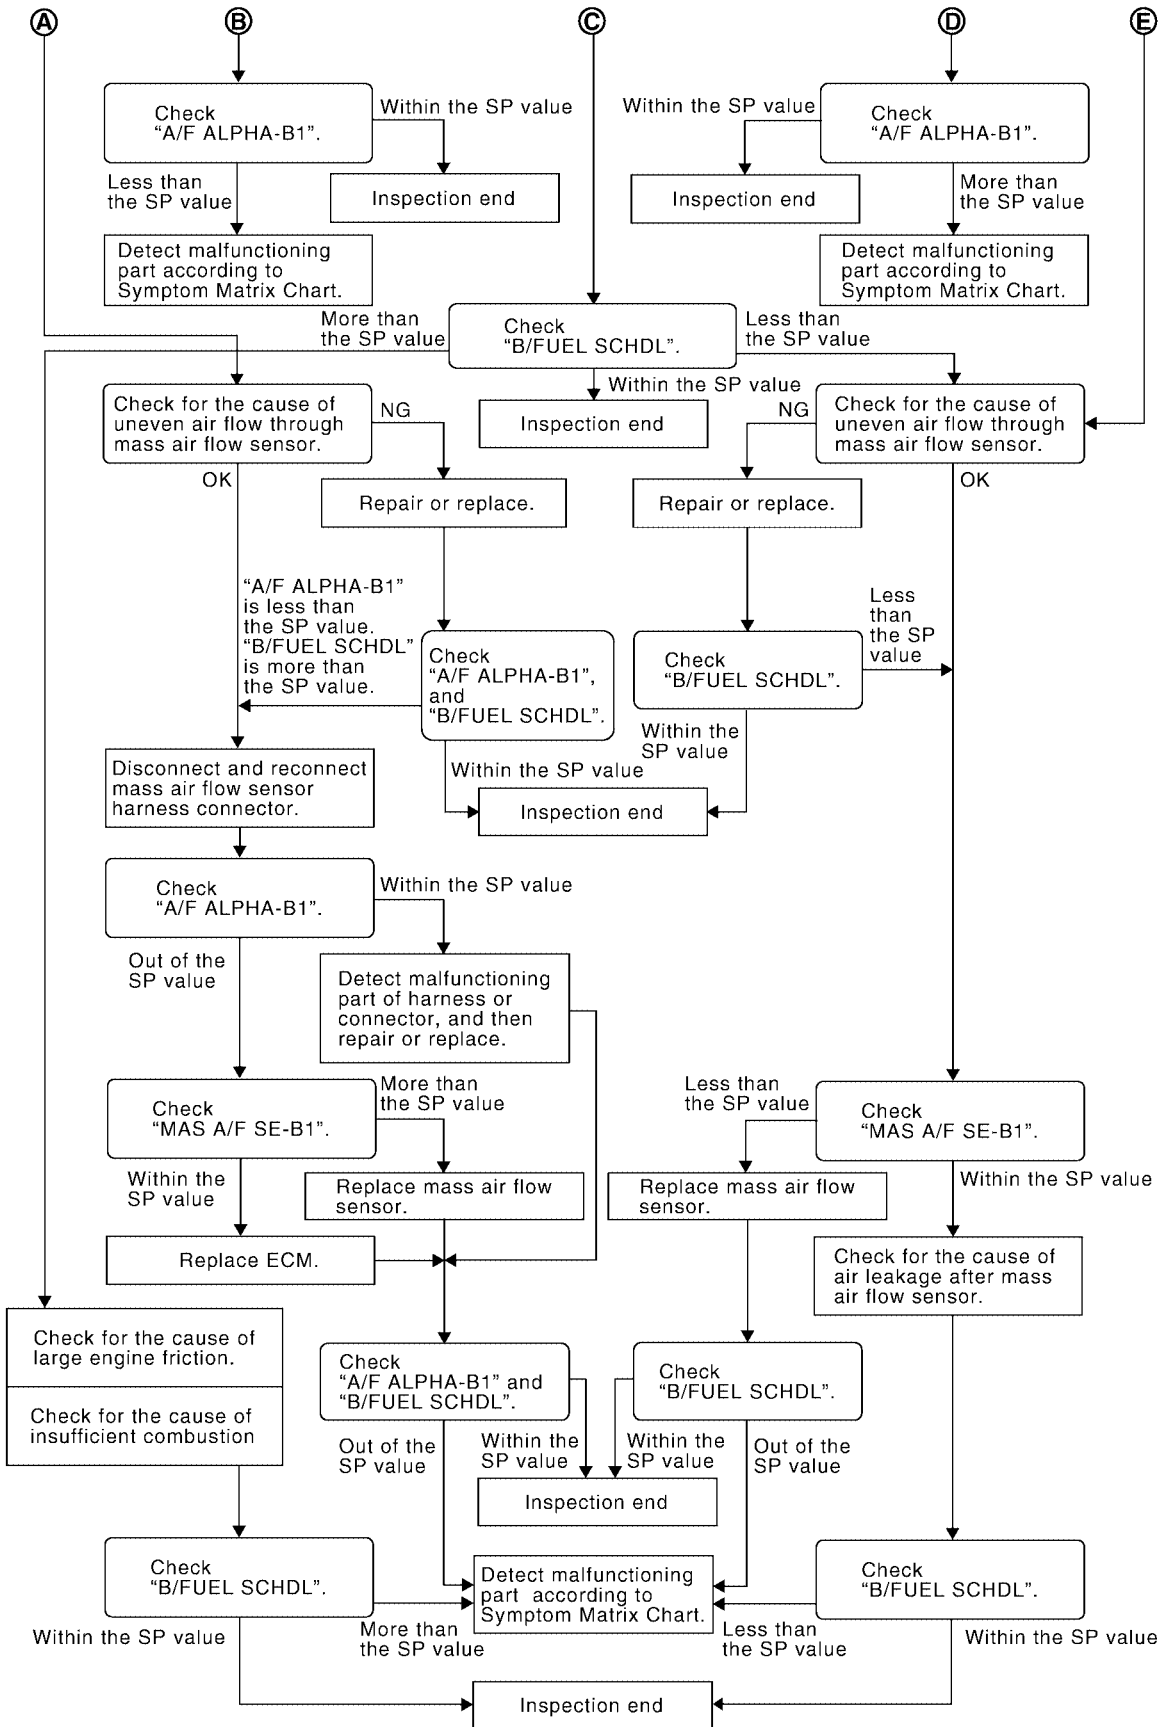 A
B
C
D
E
Check
“A/F ALPHA-B1”.
Within the SP value
Within the SP value
Check
“A/F ALPHA-B1”.
Less than
the SP value
Inspection end
Inspection end
More than
the SP value
Detect malfunctioning
part according to
Symptom Matrix Chart.
Detect malfunctioning
part according to
Symptom Matrix Chart.
More than
the SP value
Check
“B/FUEL SCHDL”.
Less than
the SP value
Within the SP value
Check for the cause of
uneven air flow through
mass air flow sensor.
NG
Inspection end
NG
Check for the cause of
uneven air flow through
mass air flow sensor.
OK
OK
Repair or replace.
Repair or replace.
“A/F ALPHA-B1”
is less than
the SP value.
“B/FUEL SCHDL”
is more than
the SP value.
Check
“A/F ALPHA-B1”,
and
“B/FUEL SCHDL”.
Check
“B/FUEL SCHDL”.
Less
than
the SP
value
Within the
SP value
Within the SP value
Disconnect and reconnect
mass air flow sensor
harness connector.
Inspection end
Check
“A/F ALPHA-B1”.
Within the SP value
Out of the
SP value
Detect malfunctioning
part of harness or
connector, and then
repair or replace.
Check
“MAS A/F SE-B1”.
More than
the SP value
Less than
the SP value
Check
“MAS A/F SE-B1”.
Within the
SP value
Within the SP value
Replace mass air flow
sensor.
Replace mass air flow
sensor.
Replace ECM.
Check for the cause of
air leakage after mass
air flow sensor.
Check for the cause of
large engine friction.
Check for the cause of
insufficient combustion
Check
“A/F ALPHA-B1” and
“B/FUEL SCHDL”.
Check
“B/FUEL SCHDL”.
Out of the
SP value
Within the
SP value
Within the
SP value
Out of the
SP value
Inspection end
Check
“B/FUEL SCHDL”.
Detect malfunctioning
part according to
Symptom Matrix Chart.
Check
“B/FUEL SCHDL”.
Within the SP value
More than
the SP value
Less than
the SP value
Within the SP value
Inspection end